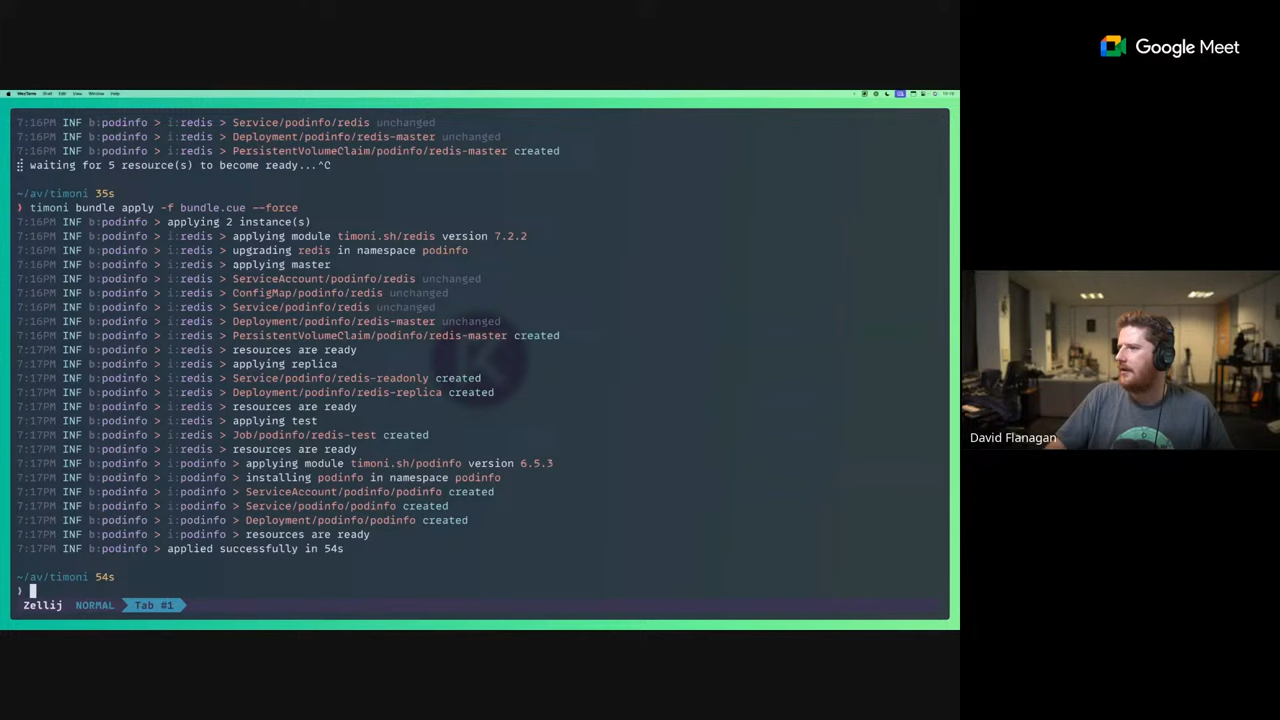 Google Meet
WezTerm Shell Edit View Window Help
7:16PM INF b:podinfo > i:redis > Service/podinfo/redis unchanged
7:16PM INF b:podinfo > i:redis > Deployment/podinfo/redis-master unchanged
7:16PM INF b:podinfo > i:redis > PersistentVolumeClaim/podinfo/redis-master created
⣾ waiting for 5 resource(s) to become ready...^C
~/av/timoni 35s
❯ timoni bundle apply -f bundle.cue --force
7:16PM INF b:podinfo > applying 2 instance(s)
7:16PM INF b:podinfo > i:redis > applying module timoni.sh/redis version 7.2.2
7:16PM INF b:podinfo > i:redis > upgrading redis in namespace podinfo
7:16PM INF b:podinfo > i:redis > applying master
7:16PM INF b:podinfo > i:redis > ServiceAccount/podinfo/redis unchanged
7:16PM INF b:podinfo > i:redis > ConfigMap/podinfo/redis unchanged
7:16PM INF b:podinfo > i:redis > Service/podinfo/redis unchanged
7:16PM INF b:podinfo > i:redis > Deployment/podinfo/redis-master unchanged
7:16PM INF b:podinfo > i:redis > PersistentVolumeClaim/podinfo/redis-master created
7:17PM INF b:podinfo > i:redis > resources are ready
7:17PM INF b:podinfo > i:redis > applying replica
7:17PM INF b:podinfo > i:redis > Service/podinfo/redis-readonly created
7:17PM INF b:podinfo > i:redis > Deployment/podinfo/redis-replica created
7:17PM INF b:podinfo > i:redis > resources are ready
7:17PM INF b:podinfo > i:redis > applying test
7:17PM INF b:podinfo > i:redis > Job/podinfo/redis-test created
7:17PM INF b:podinfo > i:redis > resources are ready
7:17PM INF b:podinfo > i:podinfo > applying module timoni.sh/podinfo version 6.5.3
7:17PM INF b:podinfo > i:podinfo > installing podinfo in namespace podinfo
7:17PM INF b:podinfo > i:podinfo > ServiceAccount/podinfo/podinfo created
7:17PM INF b:podinfo > i:podinfo > Service/podinfo/podinfo created
7:17PM INF b:podinfo > i:podinfo > Deployment/podinfo/podinfo created
7:17PM INF b:podinfo > i:podinfo > resources are ready
7:17PM INF b:podinfo > applied successfully in 54s
~/av/timoni 54s
❯
Zellij NORMAL Tab #1
David Flanagan